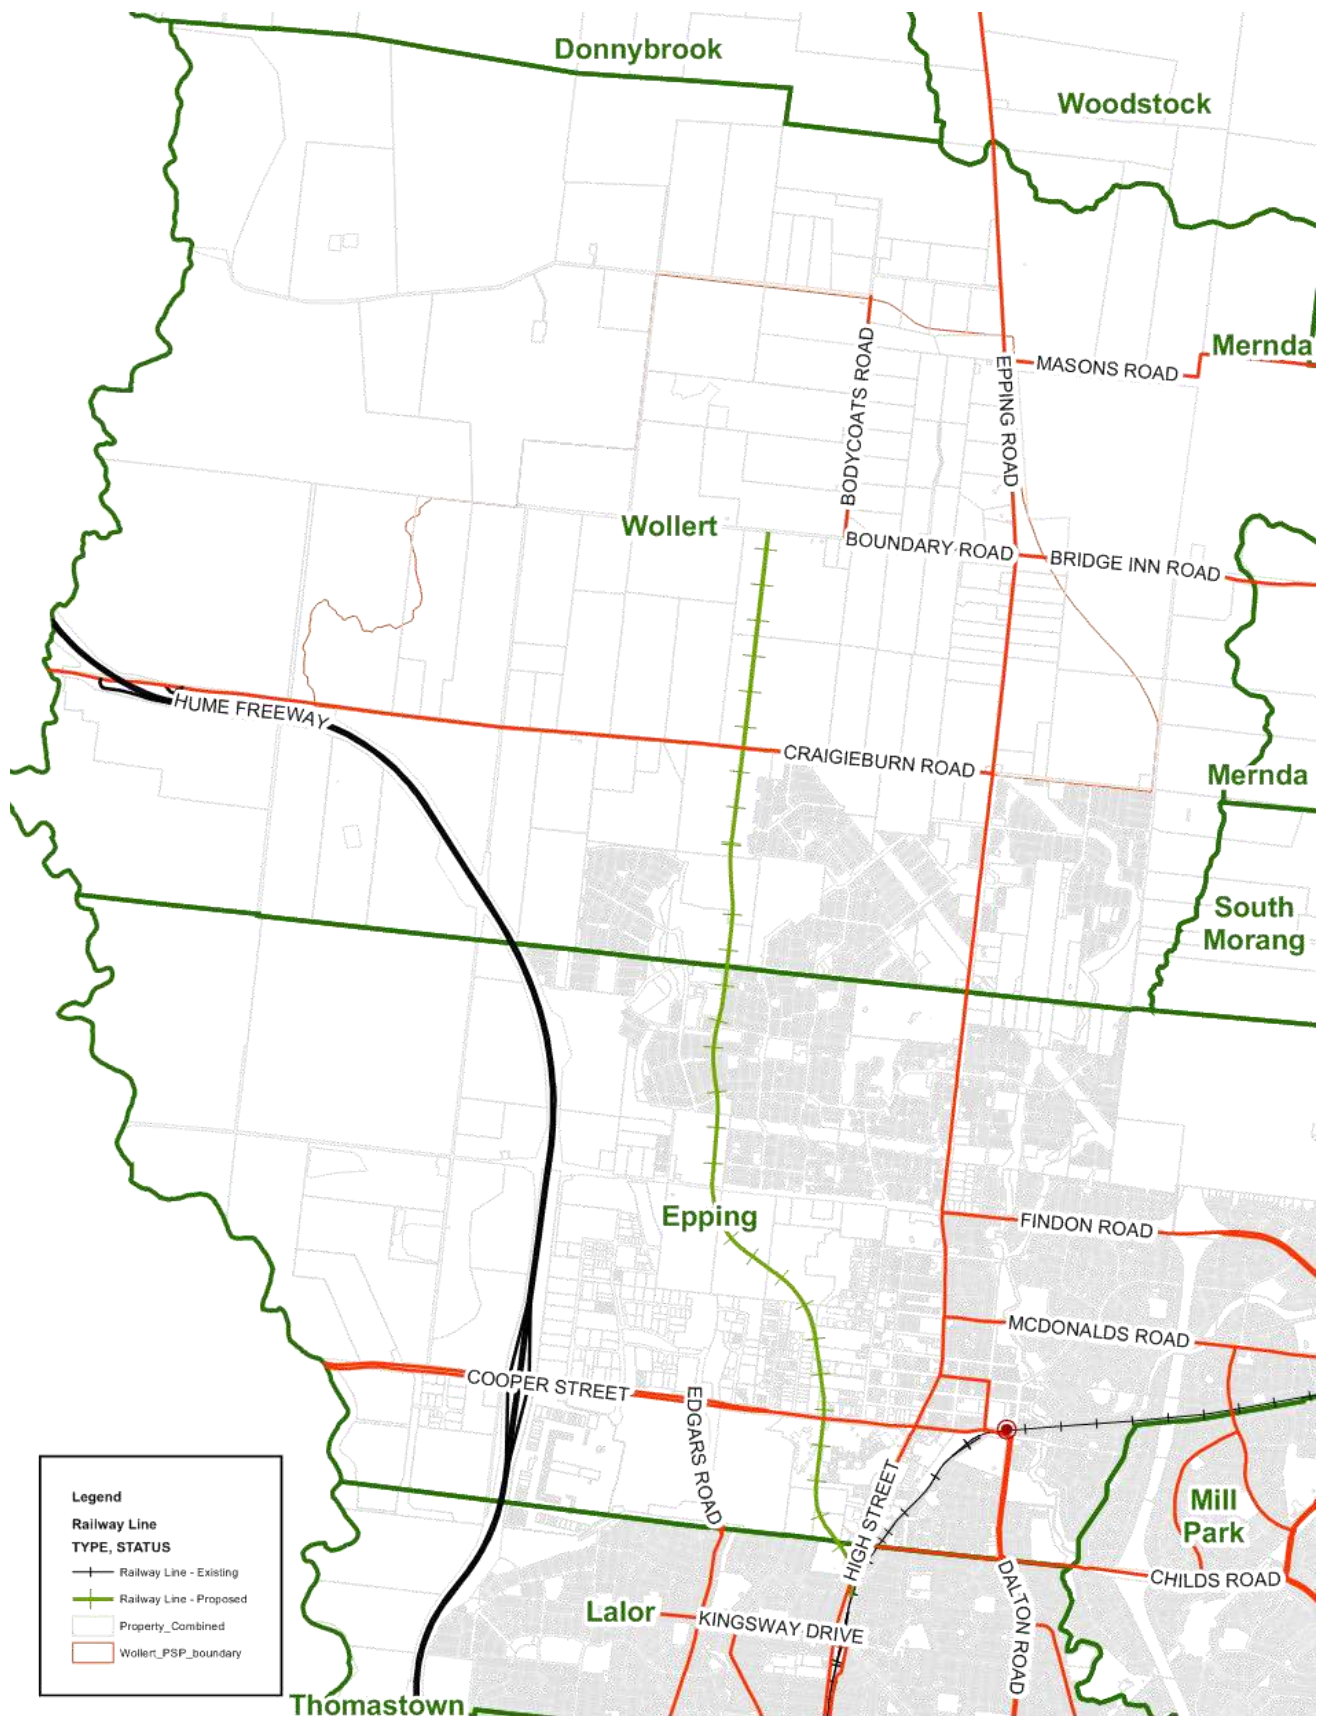 Donnybrook
Woodstock
Mernda
MASONS ROAD
EPPING ROAD
BODYCOATS ROAD
Wollert
BOUNDARY ROAD
BRIDGE INN ROAD
HUME FREEWAY
CRAIGIEBURN ROAD
Mernda
South
Morang
Epping
FINDON ROAD
MCDONALDS ROAD
COOPER STREET
EDGARS ROAD
HIGH STREET
Mill
Park
DALTON ROAD
CHILDS ROAD
Lalor
KINGSWAY DRIVE
Thomastown
Legend
Railway Line
TYPE, STATUS
Railway Line - Existing
Railway Line - Proposed
Property_Combined
Wollert_PSP_boundary